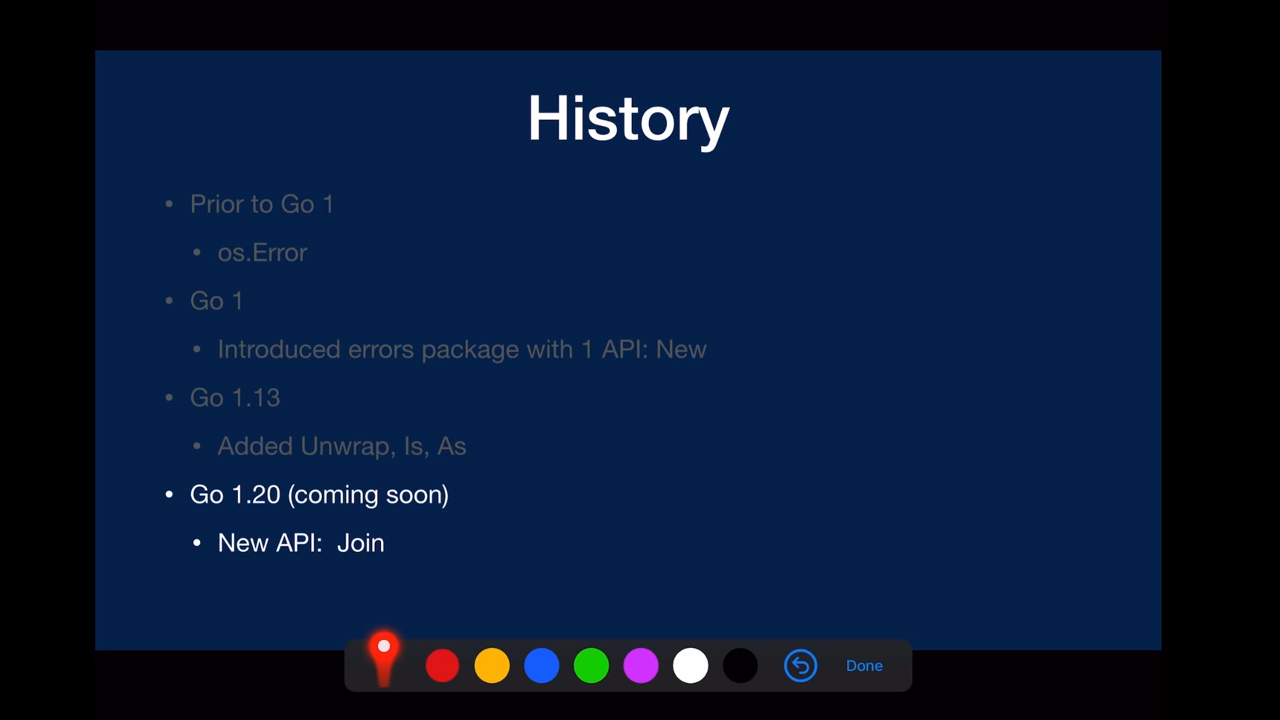 History
• Prior to Go 1
• os.Error
• Go 1
• Introduced errors package with 1 API: New
• Go 1.13
• Added Unwrap, Is, As
• Go 1.20 (coming soon)
• New API:  Join
Done